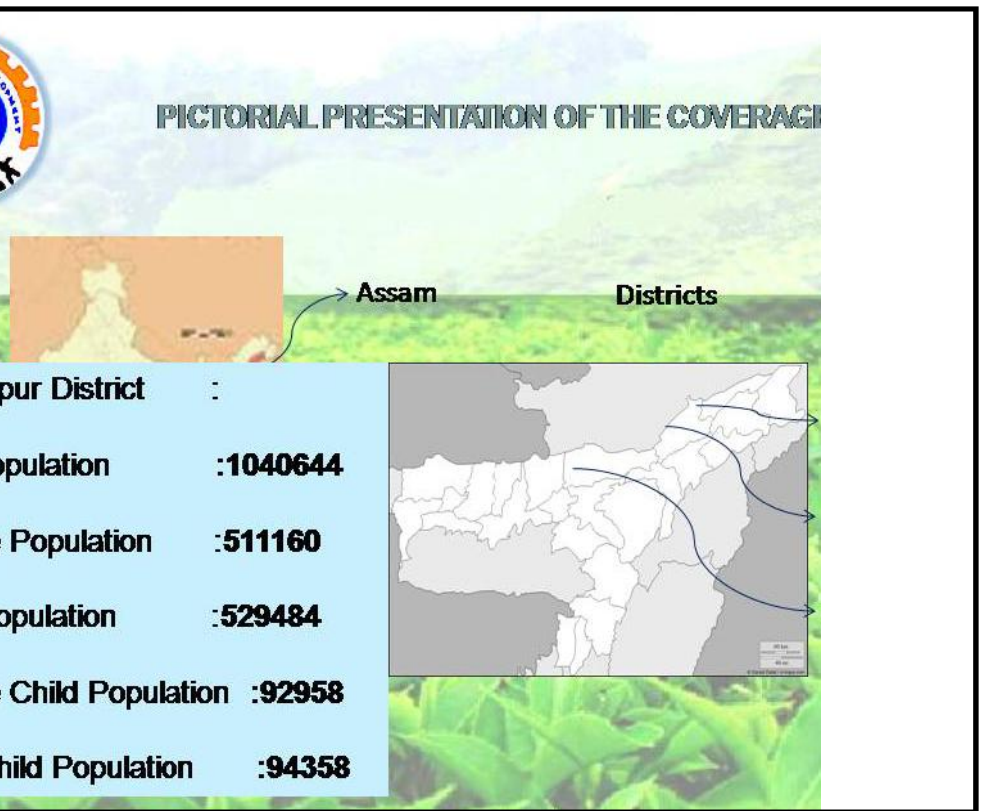 PICTORIAL PRESENTATION OF THE COVERAGE
Assam
Districts
pur District :
opulation :1040644
e Population :511160
opulation :529484
e Child Population :92958
hild Population :94358